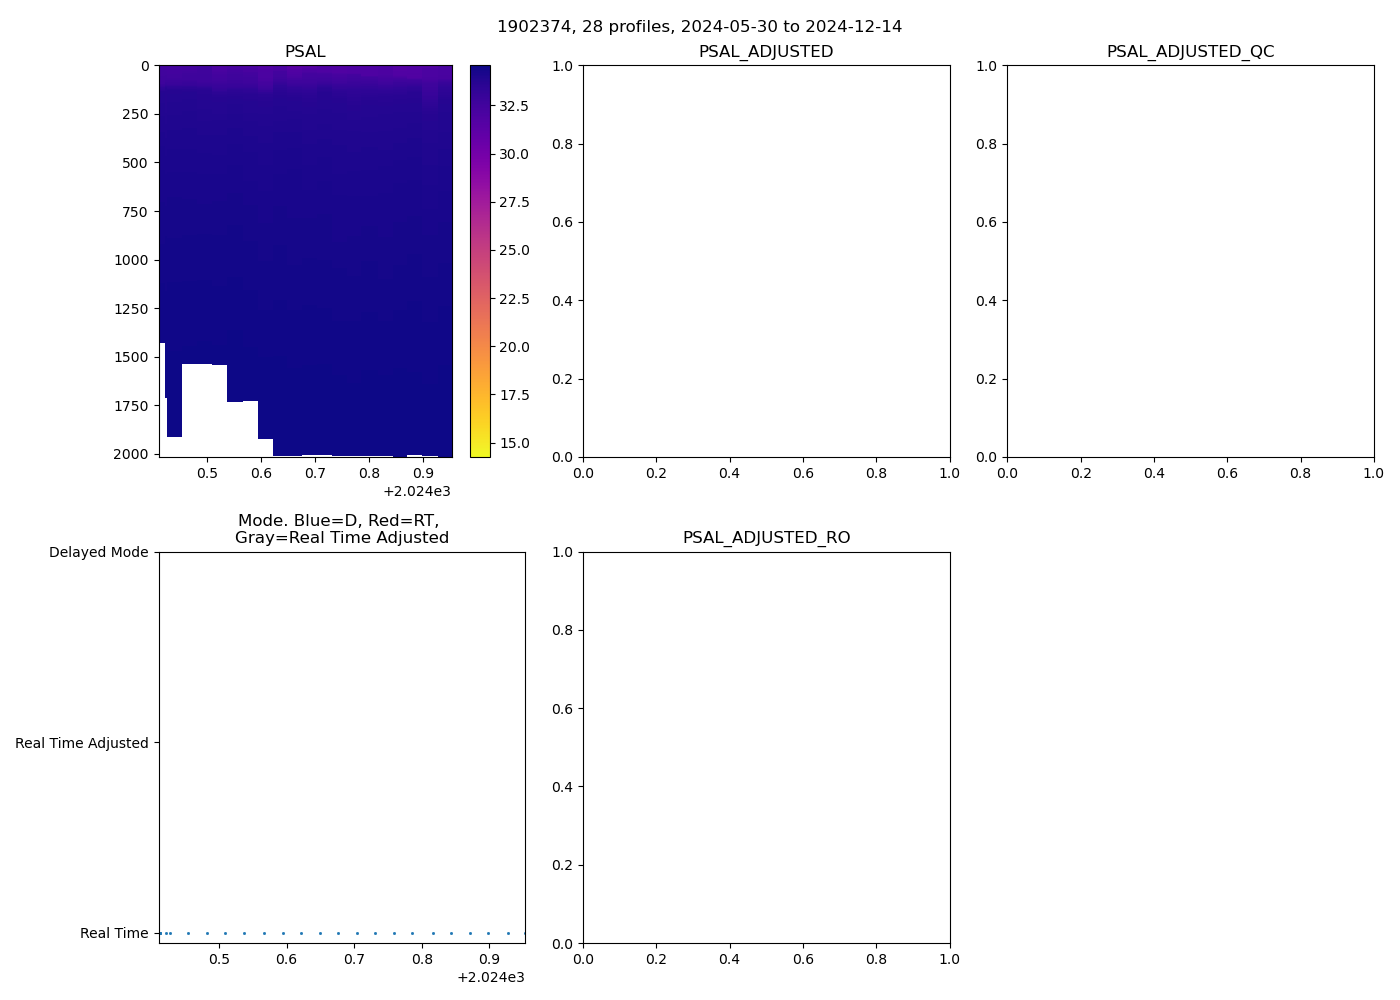 1902374, 28 profiles, 2024-05-30 to 2024-12-14
PSAL
0
250
500
750
1000
1250
1500
1750
2000
0.5 0.6 0.7 0.8 0.9
+2.024e3
32.5
30.0
27.5
25.0
22.5
20.0
17.5
15.0
PSAL_ADJUSTED
1.0
0.8
0.6
0.4
0.2
0.0
0.0 0.2 0.4 0.6 0.8 1.0
PSAL_ADJUSTED_QC
1.0
0.8
0.6
0.4
0.2
0.0
0.0 0.2 0.4 0.6 0.8 1.0
Mode. Blue=D, Red=RT,
Gray=Real Time Adjusted
Delayed Mode
Real Time Adjusted
Real Time
0.5 0.6 0.7 0.8 0.9
+2.024e3
PSAL_ADJUSTED_RO
1.0
0.8
0.6
0.4
0.2
0.0
0.0 0.2 0.4 0.6 0.8 1.0